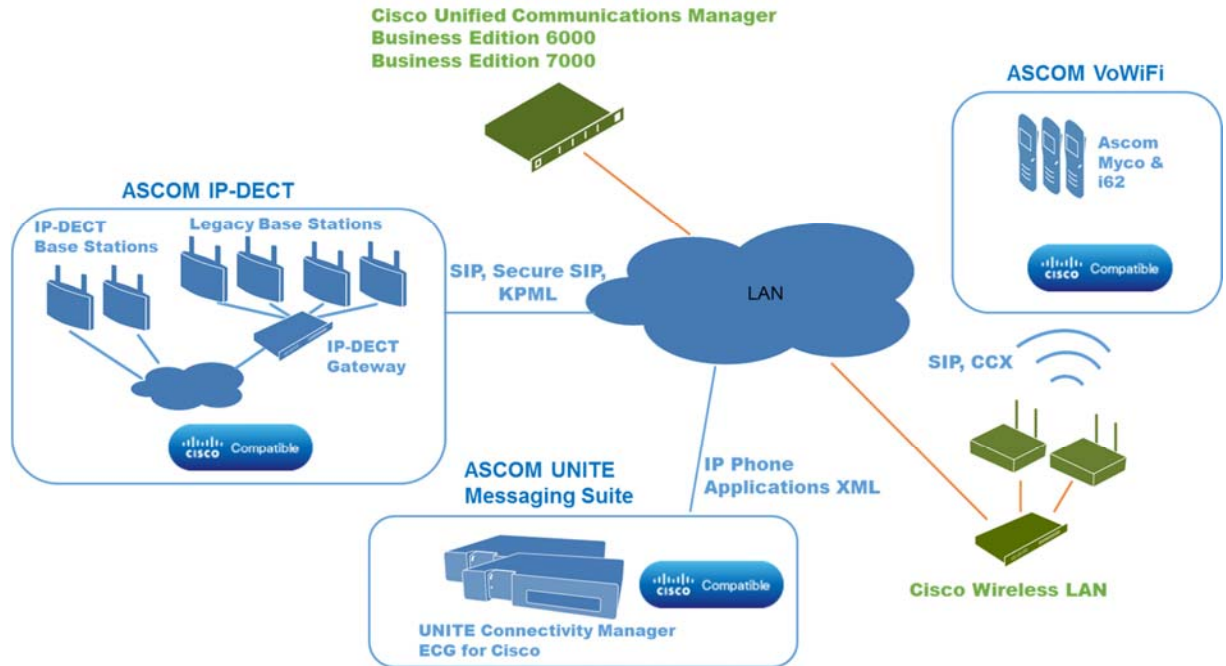 Cisco Unified Communications Manager
Business Edition 6000
Business Edition 7000
ASCOM VoWiFi
Ascom
Myco &
i62
CISCO Compatible
ASCOM IP-DECT
IP-DECT
Base Stations
Legacy Base Stations
IP-DECT
Gateway
CISCO Compatible
SIP, Secure SIP,
KPML
LAN
SIP, CCX
ASCOM UNITE
Messaging Suite
IP Phone
Applications XML
CISCO Compatible
UNITE Connectivity Manager
ECG for Cisco
Cisco Wireless LAN